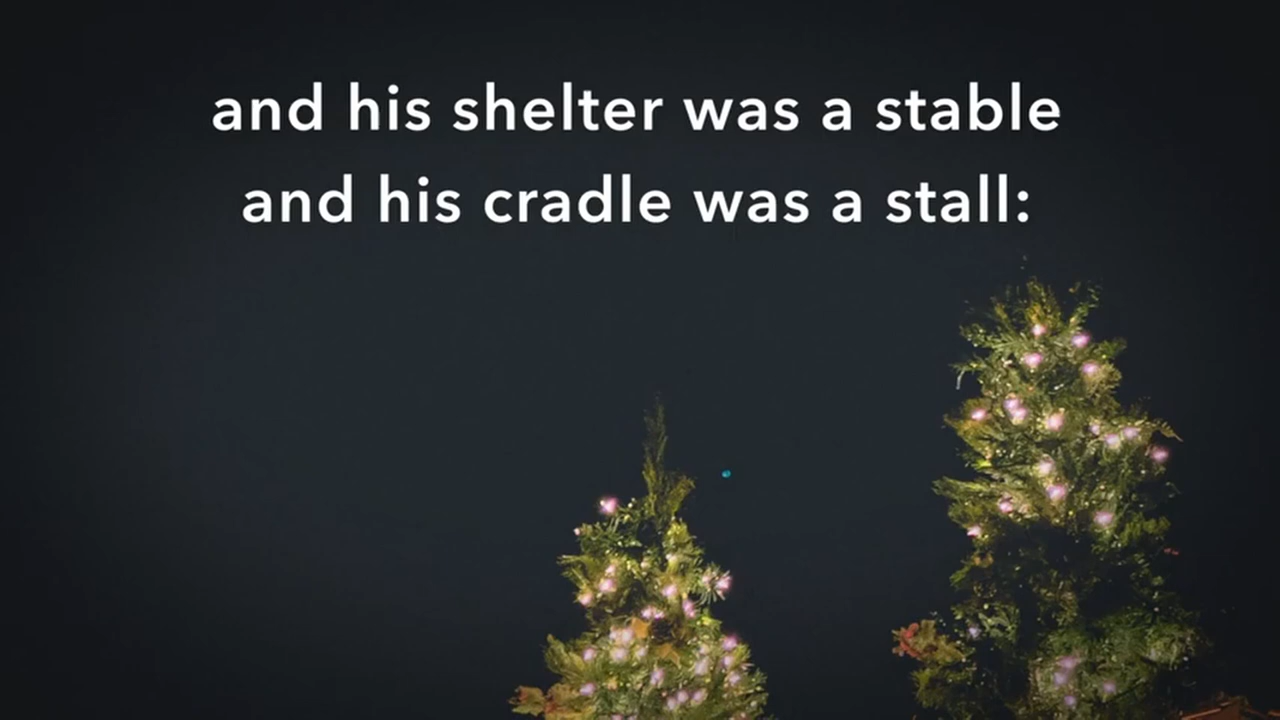 and his shelter was a stable
and his cradle was a stall: